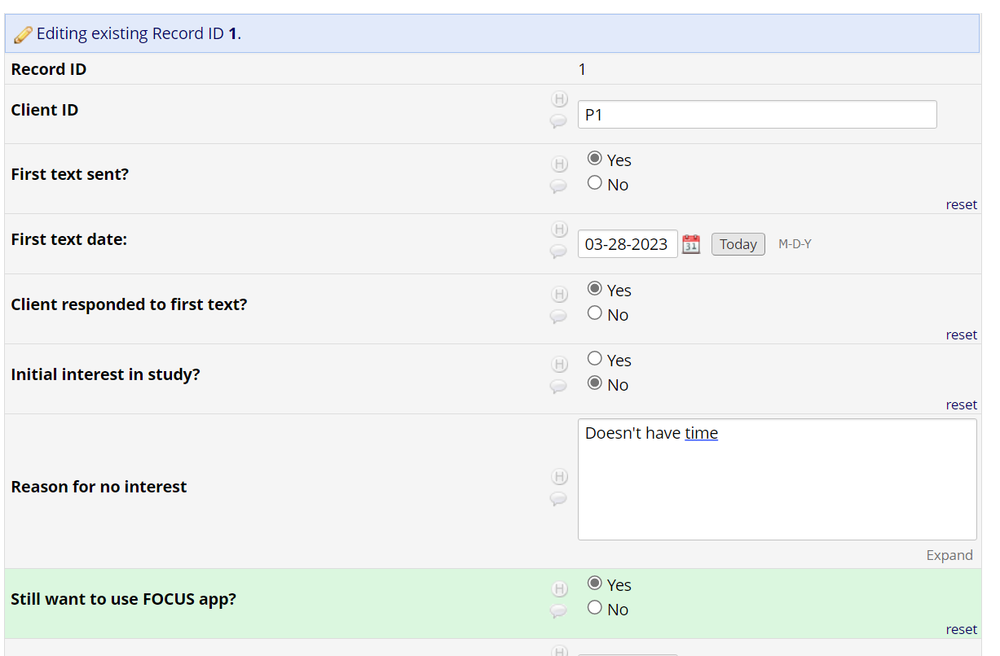 Editing existing Record ID 1.
Record ID 1
Client ID H P1
First text sent? H Yes
No
reset
First text date: H 03-28-2023 31 Today M-D-Y
Client responded to first text? H Yes
No
reset
Initial interest in study? H Yes
No
reset
Doesn't have time
Reason for no interest H
Expand
Still want to use FOCUS app? H Yes
No
reset
H